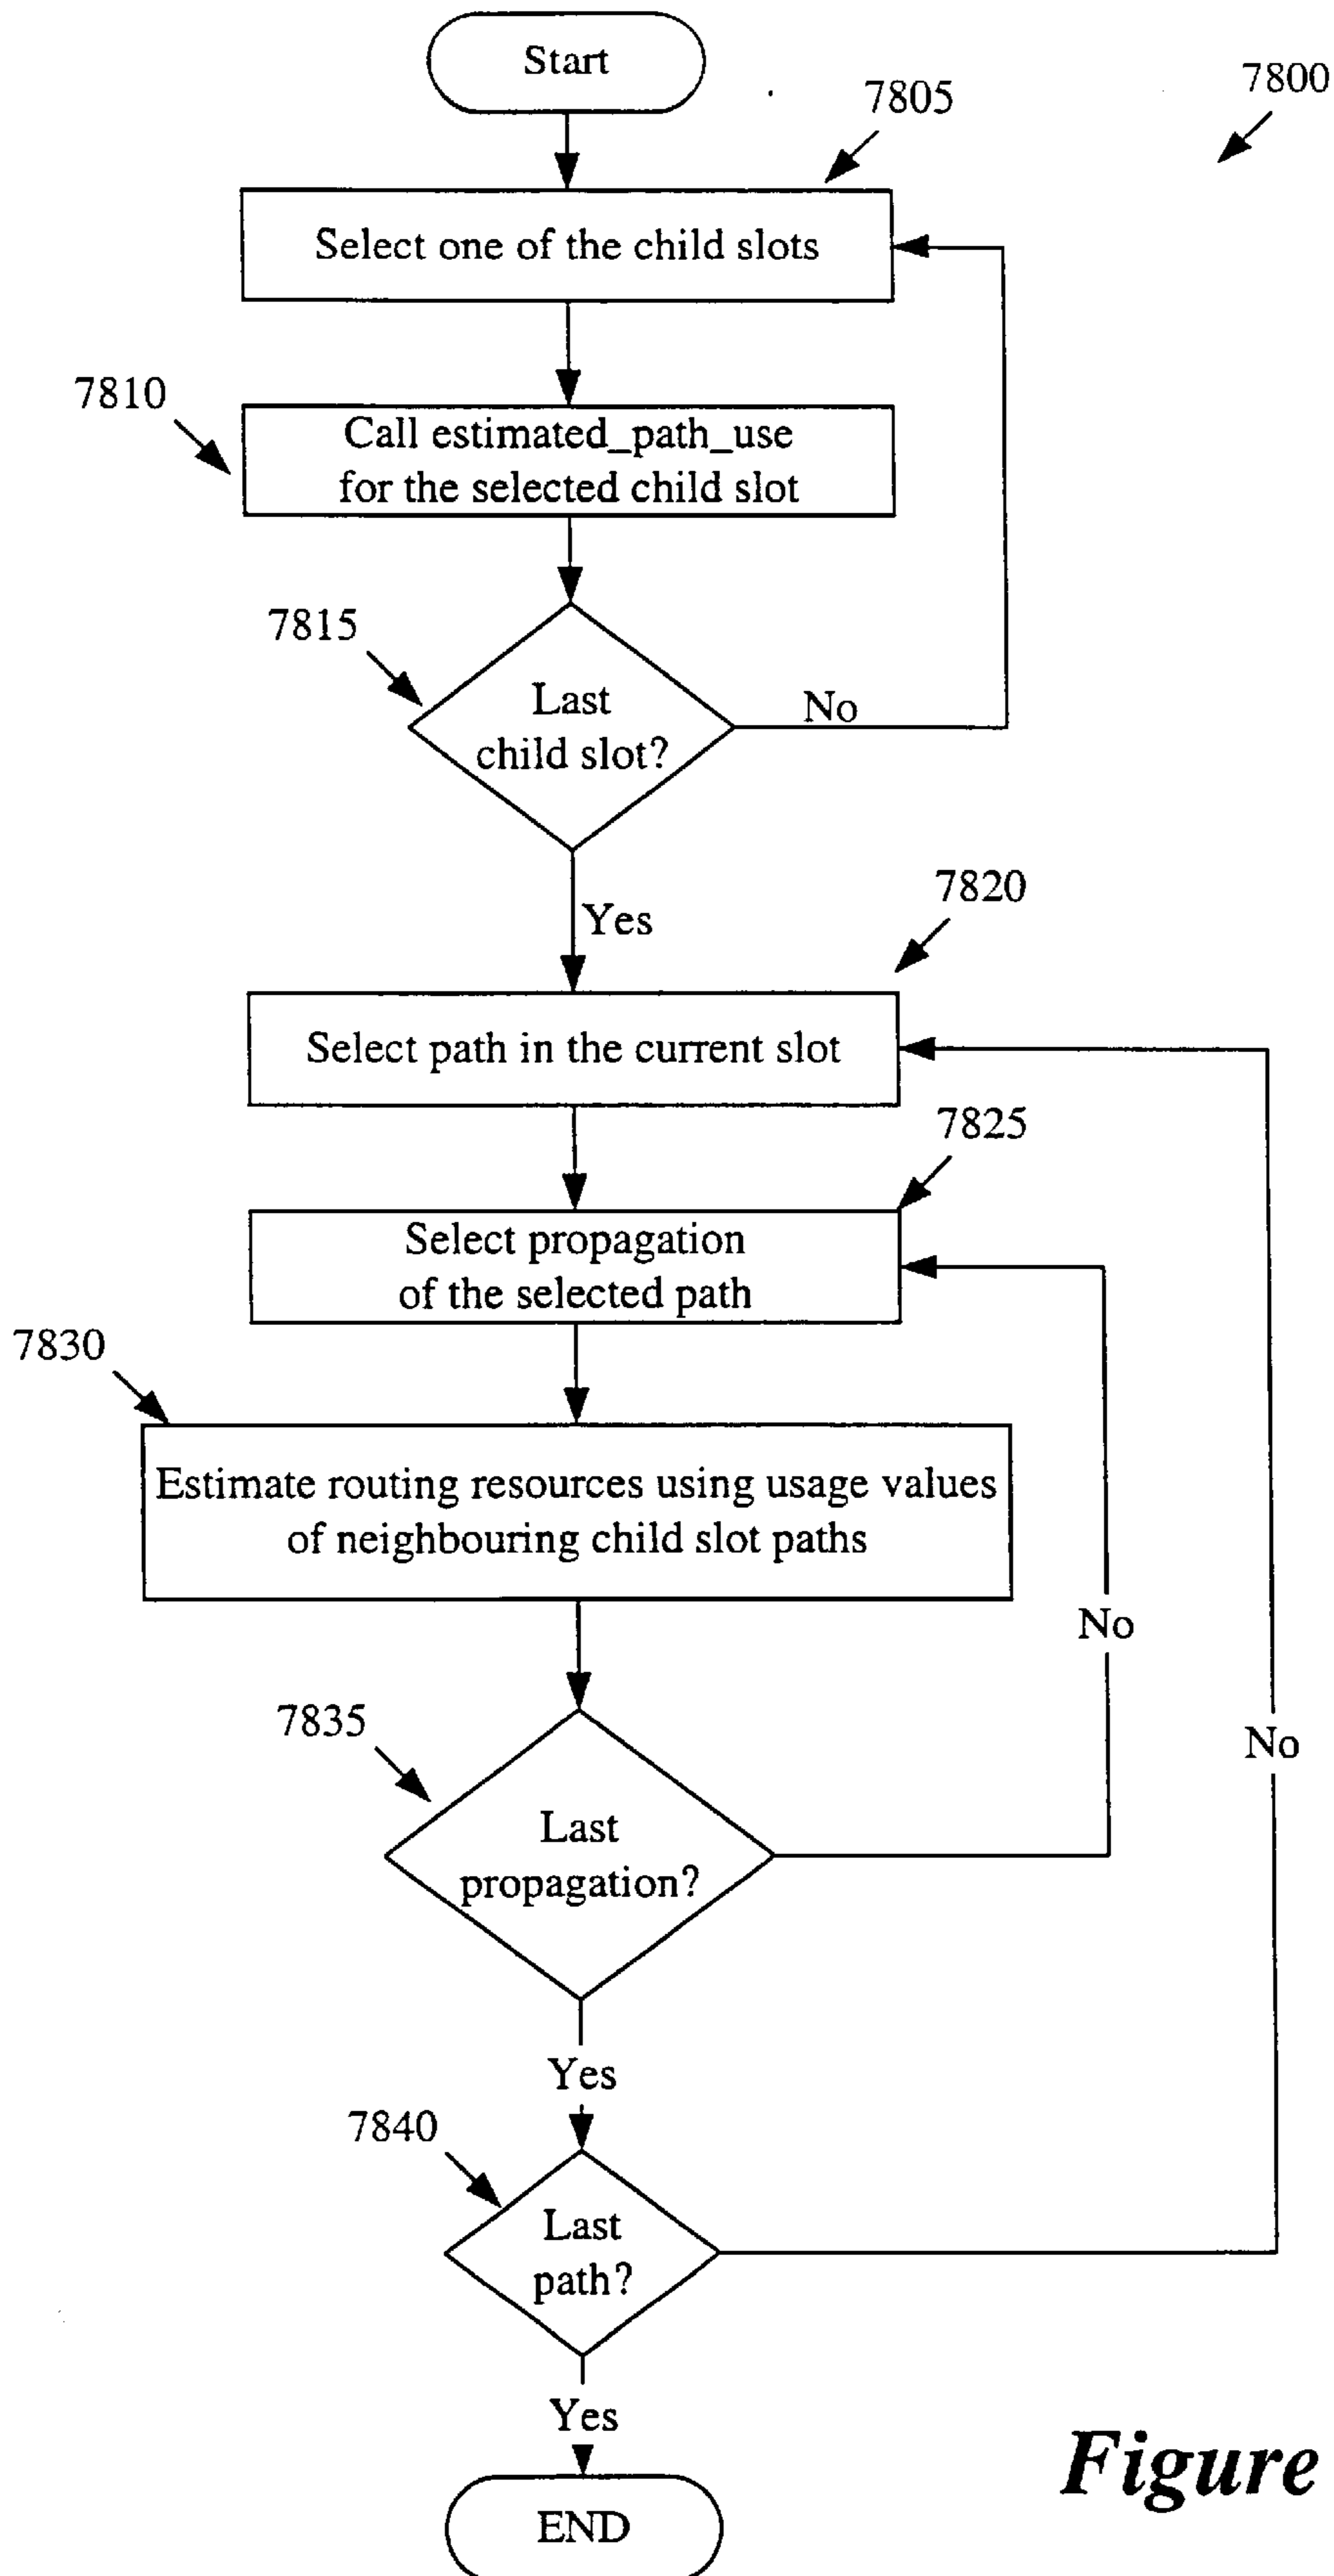 Start
7800
7805
Select one of the child slots
7810
Call estimated_path_use
for the selected child slot
7815
Last
child slot?
No
Yes
7820
Select path in the current slot
7825
Select propagation
of the selected path
7830
Estimate routing resources using usage values
of neighbouring child slot paths
No
7835
No
Last
propagation?
Yes
7840
Last
path?
Yes
END
Figure